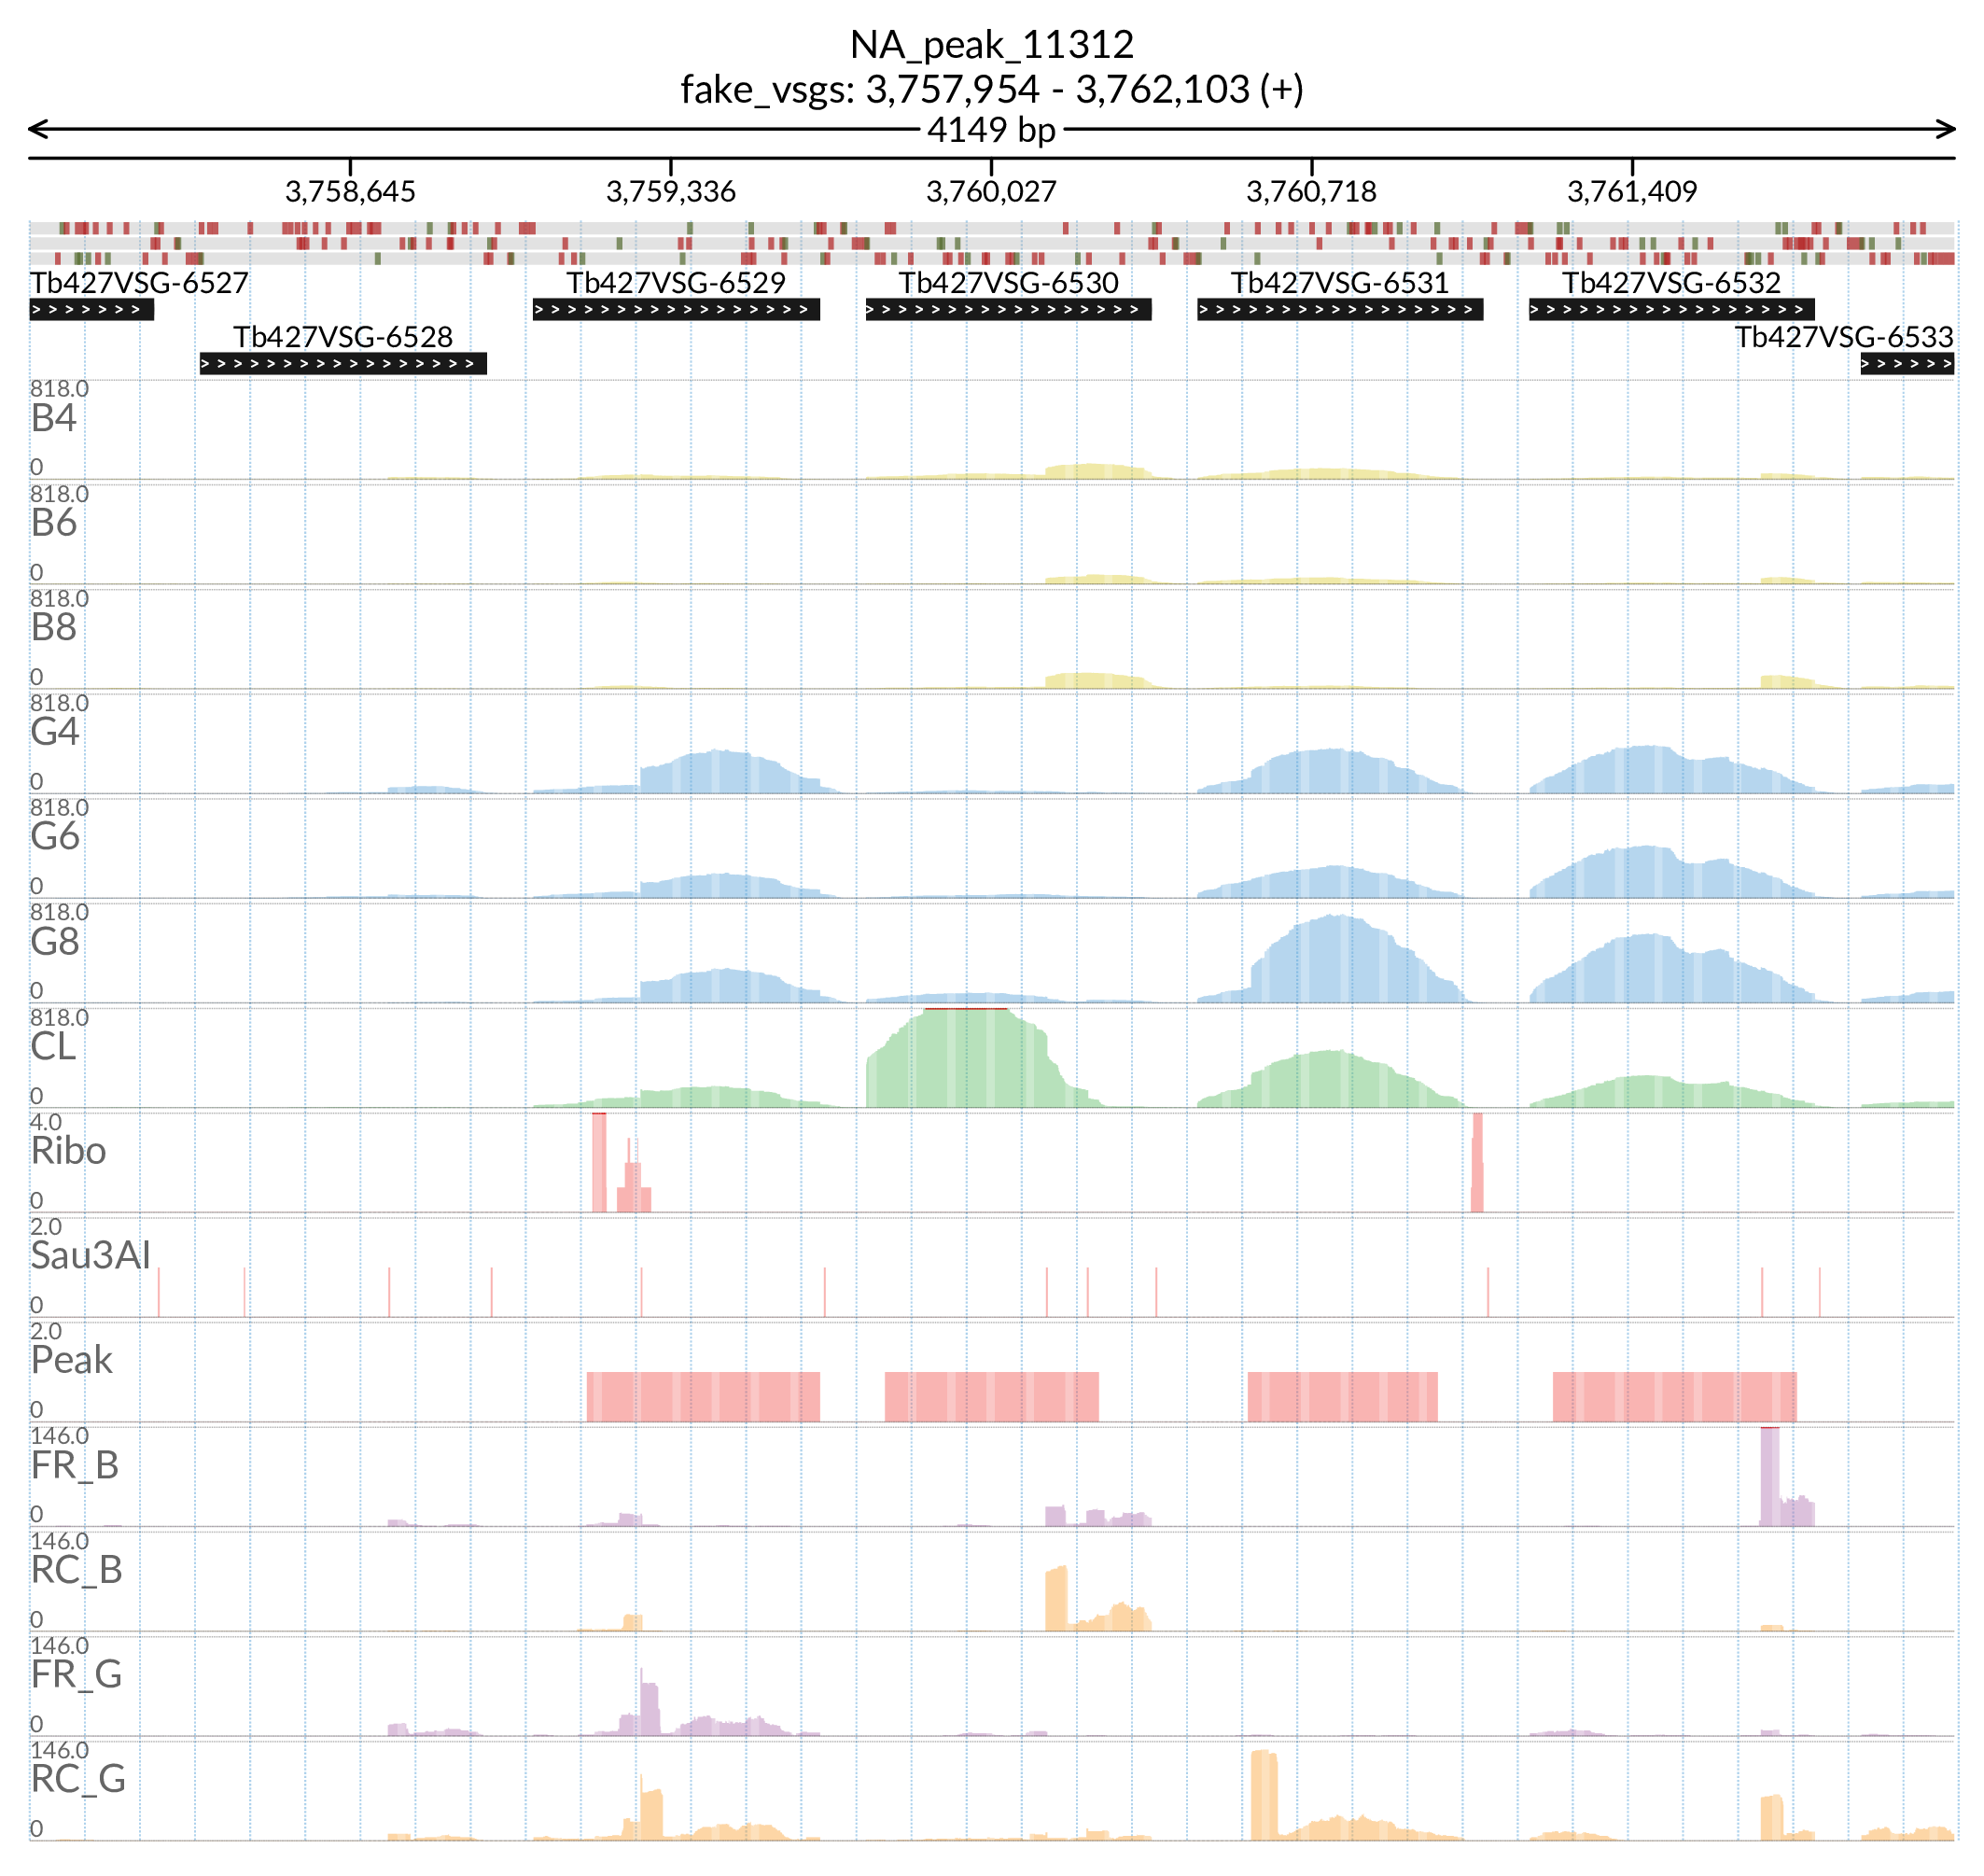 NA_peak_11312
fake_vsgs: 3,757,954 - 3,762,103 (+)
4149 bp
3,758,645 3,759,336 3,760,027 3,760,718 3,761,409
Tb427VSG-6527 Tb427VSG-6529 Tb427VSG-6530 Tb427VSG-6531 Tb427VSG-6532
Tb427VSG-6528 Tb427VSG-6533
818.0
B4
0
818.0
B6
0
818.0
B8
0
818.0
G4
0
818.0
G6
0
818.0
G8
0
818.0
CL
0
4.0
Ribo
0
2.0
Sau3AI
0
2.0
Peak
0
146.0
FR_B
0
146.0
RC_B
0
146.0
FR_G
0
146.0
RC_G
0